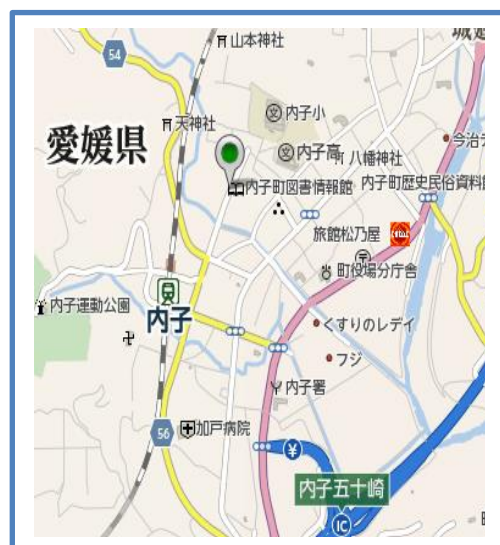 山本神社
城廻
54
内子小
天神社
今治デ
愛媛県
内子高
八幡神社
内子町図書情報館
内子町歴史民俗資料館
旅館松乃屋
町役場分庁舎
内子運動公園
内子
くすりのレデイ
フジ
内子署
56
加戸病院
¥
内子五十崎
IC